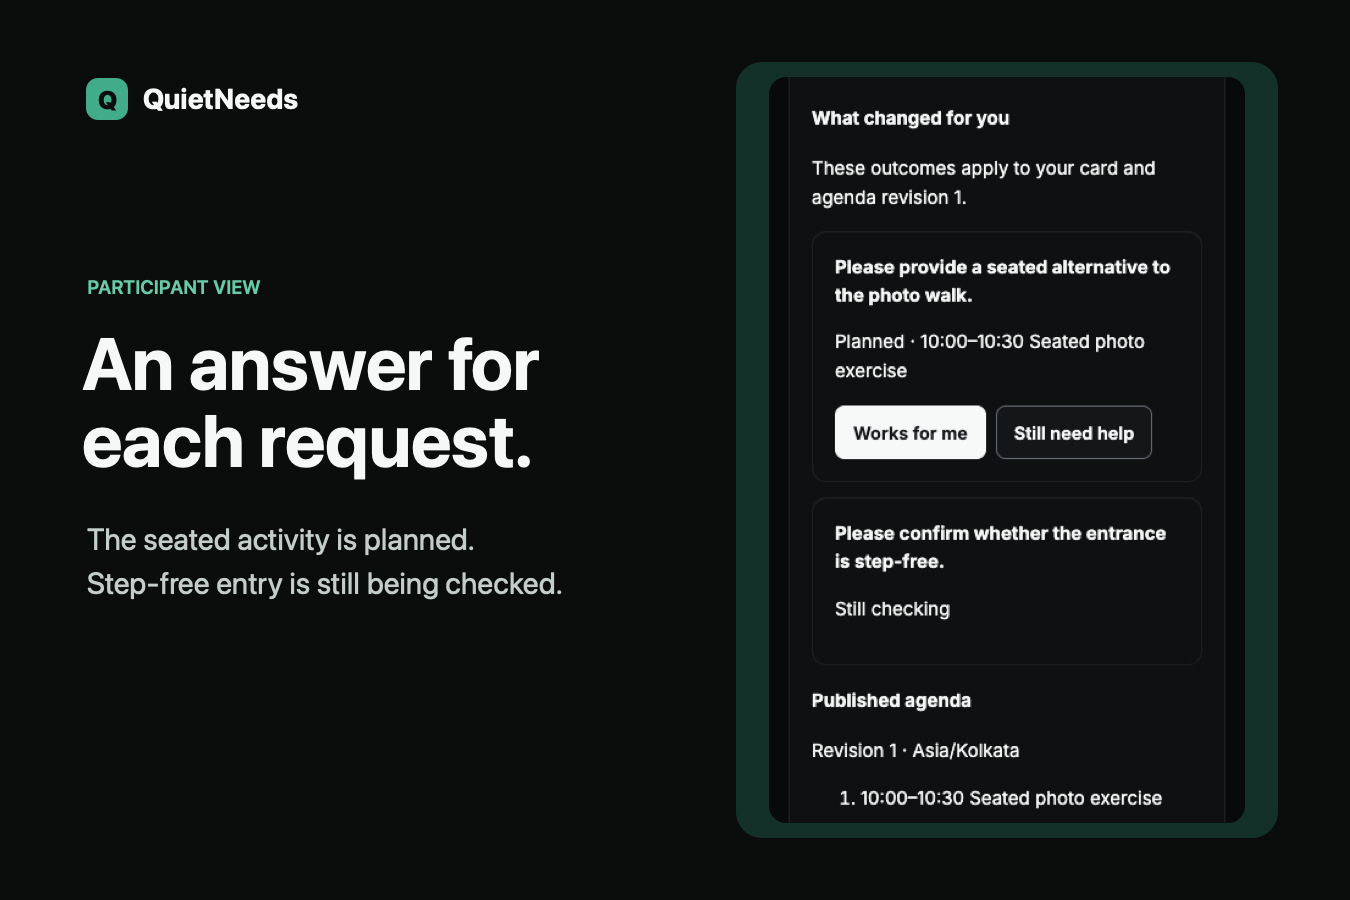 Q QuietNeeds
PARTICIPANT VIEW
An answer for
each request.
The seated activity is planned.
Step-free entry is still being checked.
What changed for you
These outcomes apply to your card and
agenda revision 1.
Please provide a seated alternative to
the photo walk.
Planned · 10:00–10:30 Seated photo
exercise
Works for me
Still need help
Please confirm whether the entrance
is step-free.
Still checking
Published agenda
Revision 1 · Asia/Kolkata
1. 10:00–10:30 Seated photo exercise